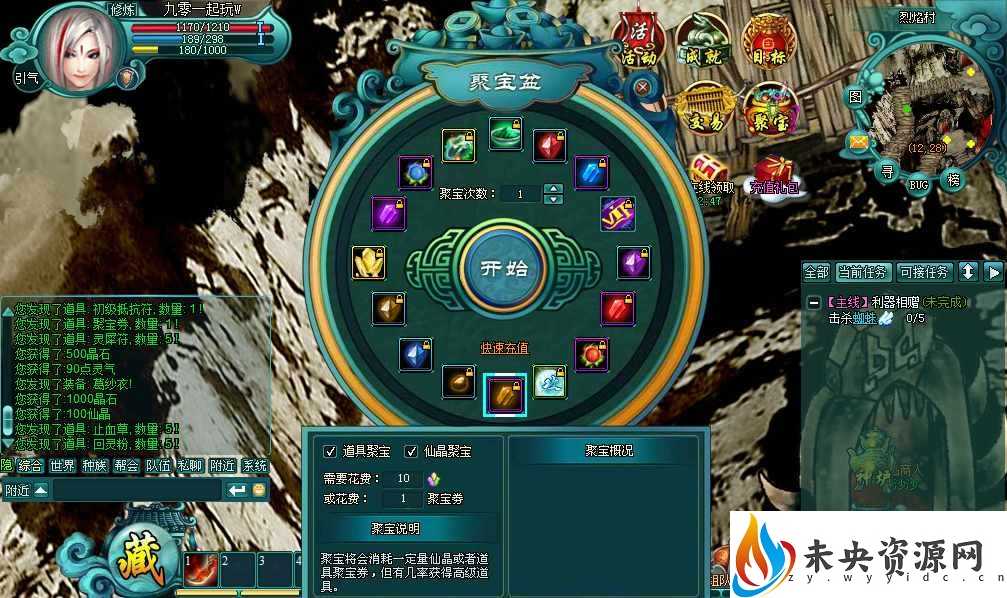 修炼
九零一起玩W
1170/1210
189/298
180/1000
引气
聚宝盆
活动
成就
目标
交易
聚宝
线领取
2:47
充值礼包
烈焰村
图
(12,28)
寻
BUG
榜
聚宝次数： 1
VIP
开始
快速充值
全部 当前任务 可接任务
【主线】利器相赠(未完成)
击杀蜘蛛 0/5
您发现了道具:初级抵抗符,数量:1!
您发现了道具:聚宝券,数量:1!
您发现了道具:灵犀符,数量:5!
您获得了:500晶石
您获得了:90点灵气
您发现了装备:葛纱衣!
您获得了:1000晶石
您获得了:100仙晶
您发现了道具:止血草,数量:5!
您发现了道具:回灵粉,数量:5!
隐 综合 世界 种族 帮会 队伍 私聊 附近 系统
附近
藏
1 2 3 4
道具聚宝 仙晶聚宝
需要花费： 10
或花费： 1 聚宝券
聚宝说明
聚宝将会消耗一定量仙晶或者道
具聚宝券,但有几率获得高级道
具。
聚宝概况
商人
组队
未央资源网
zy.wyyidc.cn